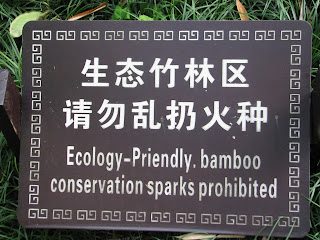 生态竹林区
请勿乱扔火种
Ecology-Priendly. bamboo
conservation sparks prohibited